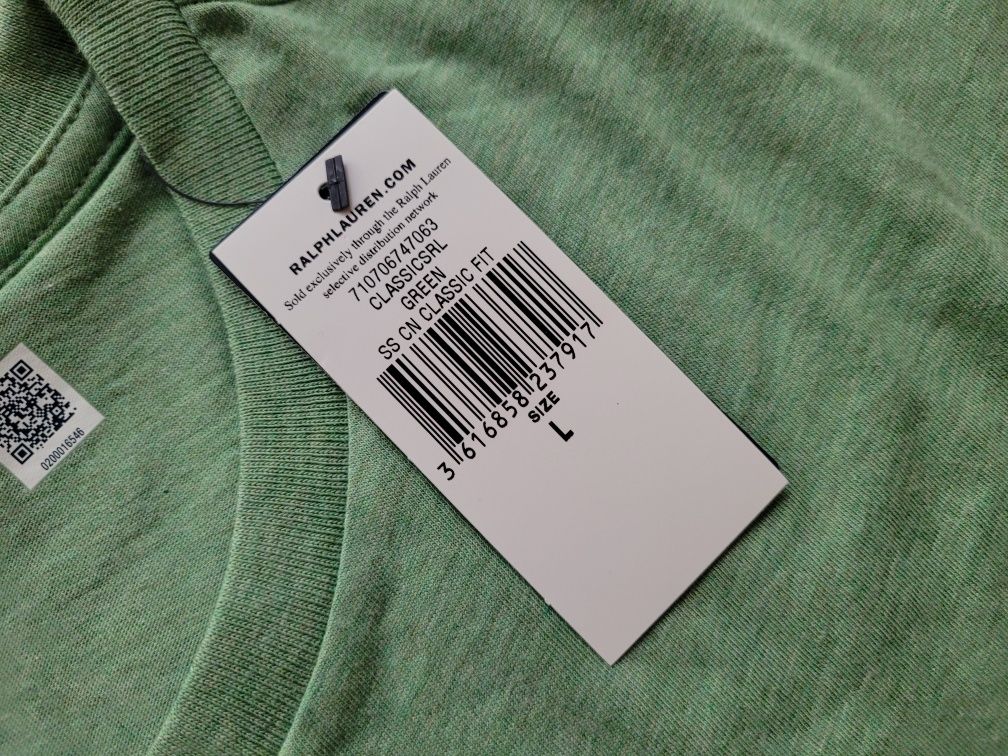 RALPHLAUREN.COM
Sold exclusively through the Ralph Lauren
selective distribution network
710706747063
CLASSICSRL
GREEN
SS CN CLASSIC FIT
3 616858 237917
SIZE
L
0200016546